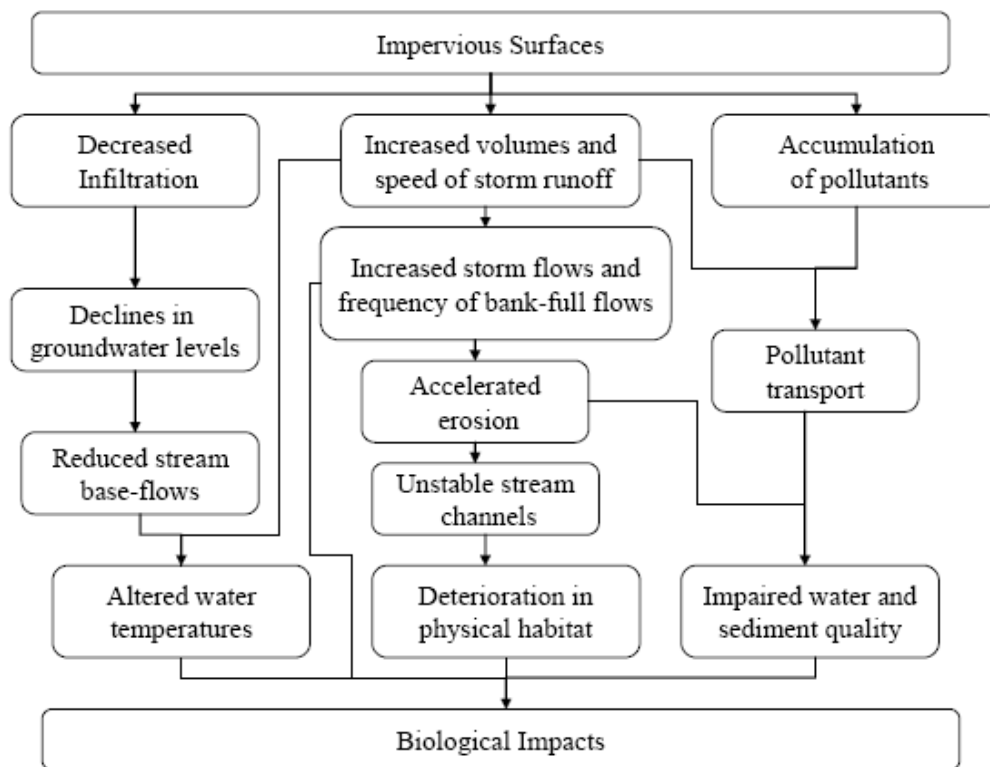 Impervious Surfaces
Decreased
Infiltration
Increased volumes and
speed of storm runoff
Accumulation
of pollutants
Increased storm flows and
frequency of bank-full flows
Declines in
groundwater levels
Pollutant
transport
Accelerated
erosion
Reduced stream
base-flows
Unstable stream
channels
Altered water
temperatures
Deterioration in
physical habitat
Impaired water and
sediment quality
Biological Impacts